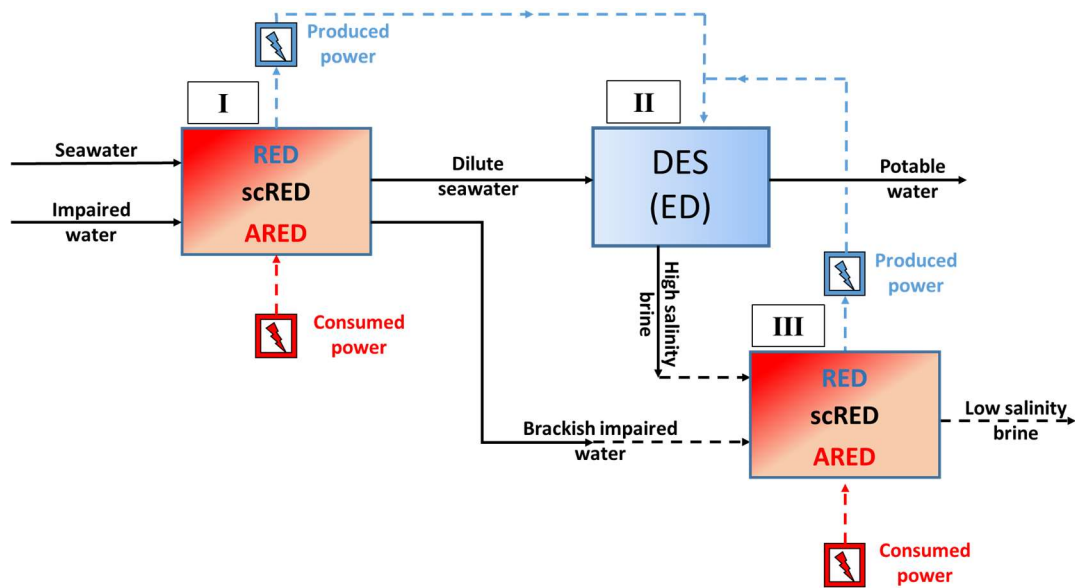 Produced
power
I
II
Seawater
RED
scRED
ARED
Impaired
water
Dilute
seawater
DES
(ED)
Potable
water
High salinity
brine
Produced
power
Consumed
power
III
RED
scRED
ARED
Brackish impaired
water
Low salinity
brine
Consumed
power